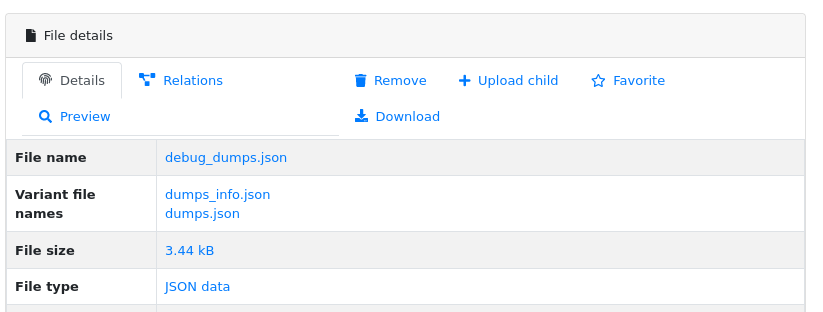 File details
Details
Relations
Remove
Upload child
Favorite
Preview
Download
File name
debug_dumps.json
Variant file
names
dumps_info.json
dumps.json
File size
3.44 kB
File type
JSON data